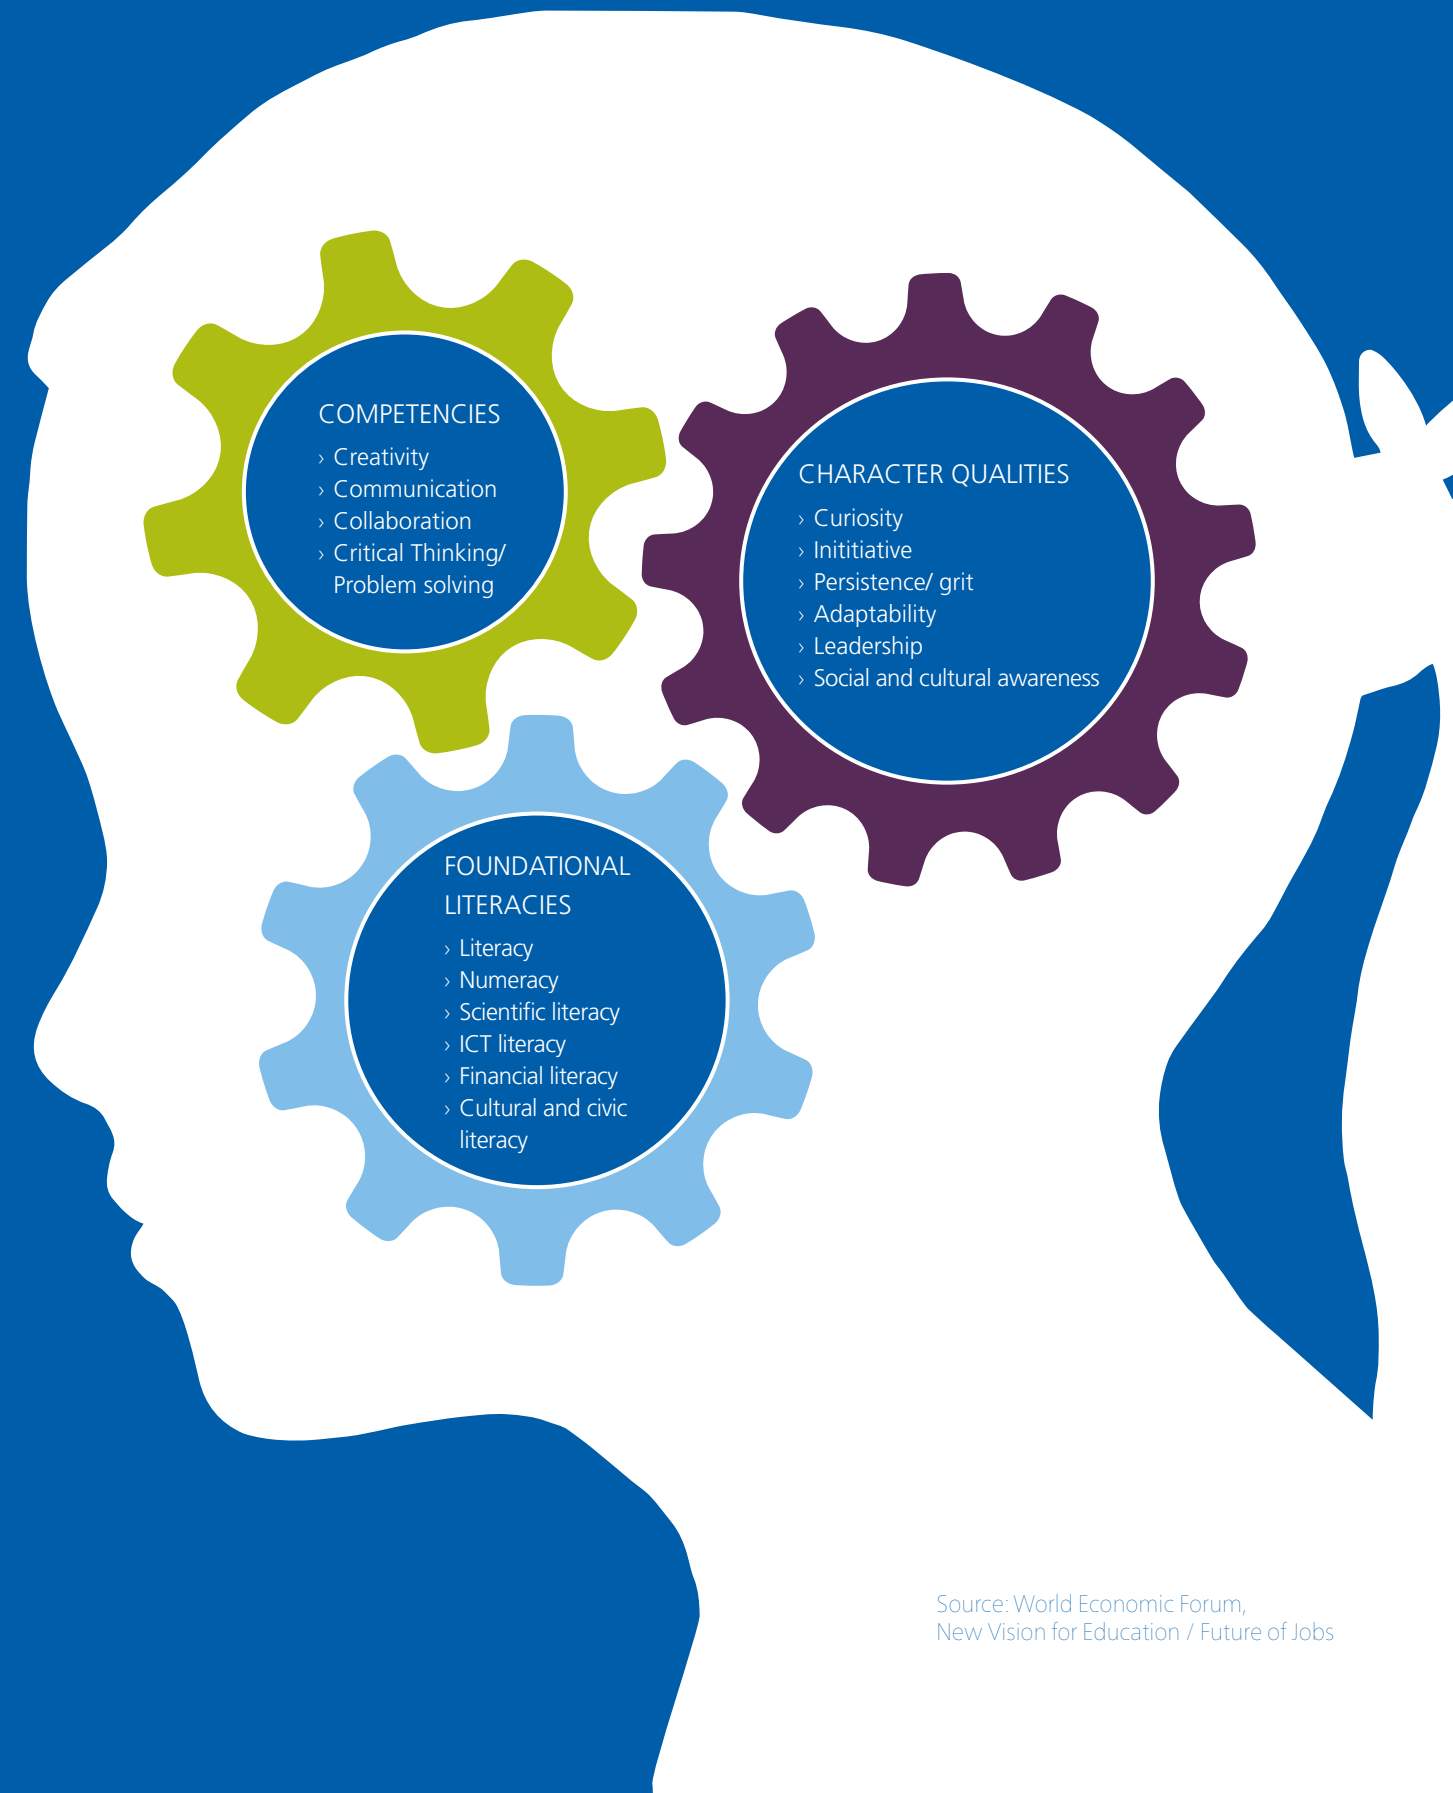 COMPETENCIES
› Creativity
› Communication
› Collaboration
› Critical Thinking/
Problem solving
CHARACTER QUALITIES
› Curiosity
› Inititiative
› Persistence/ grit
› Adaptability
› Leadership
› Social and cultural awareness
FOUNDATIONAL
LITERACIES
› Literacy
› Numeracy
› Scientific literacy
› ICT literacy
› Financial literacy
› Cultural and civic
literacy
Source: World Economic Forum,
New Vision for Education / Future of Jobs